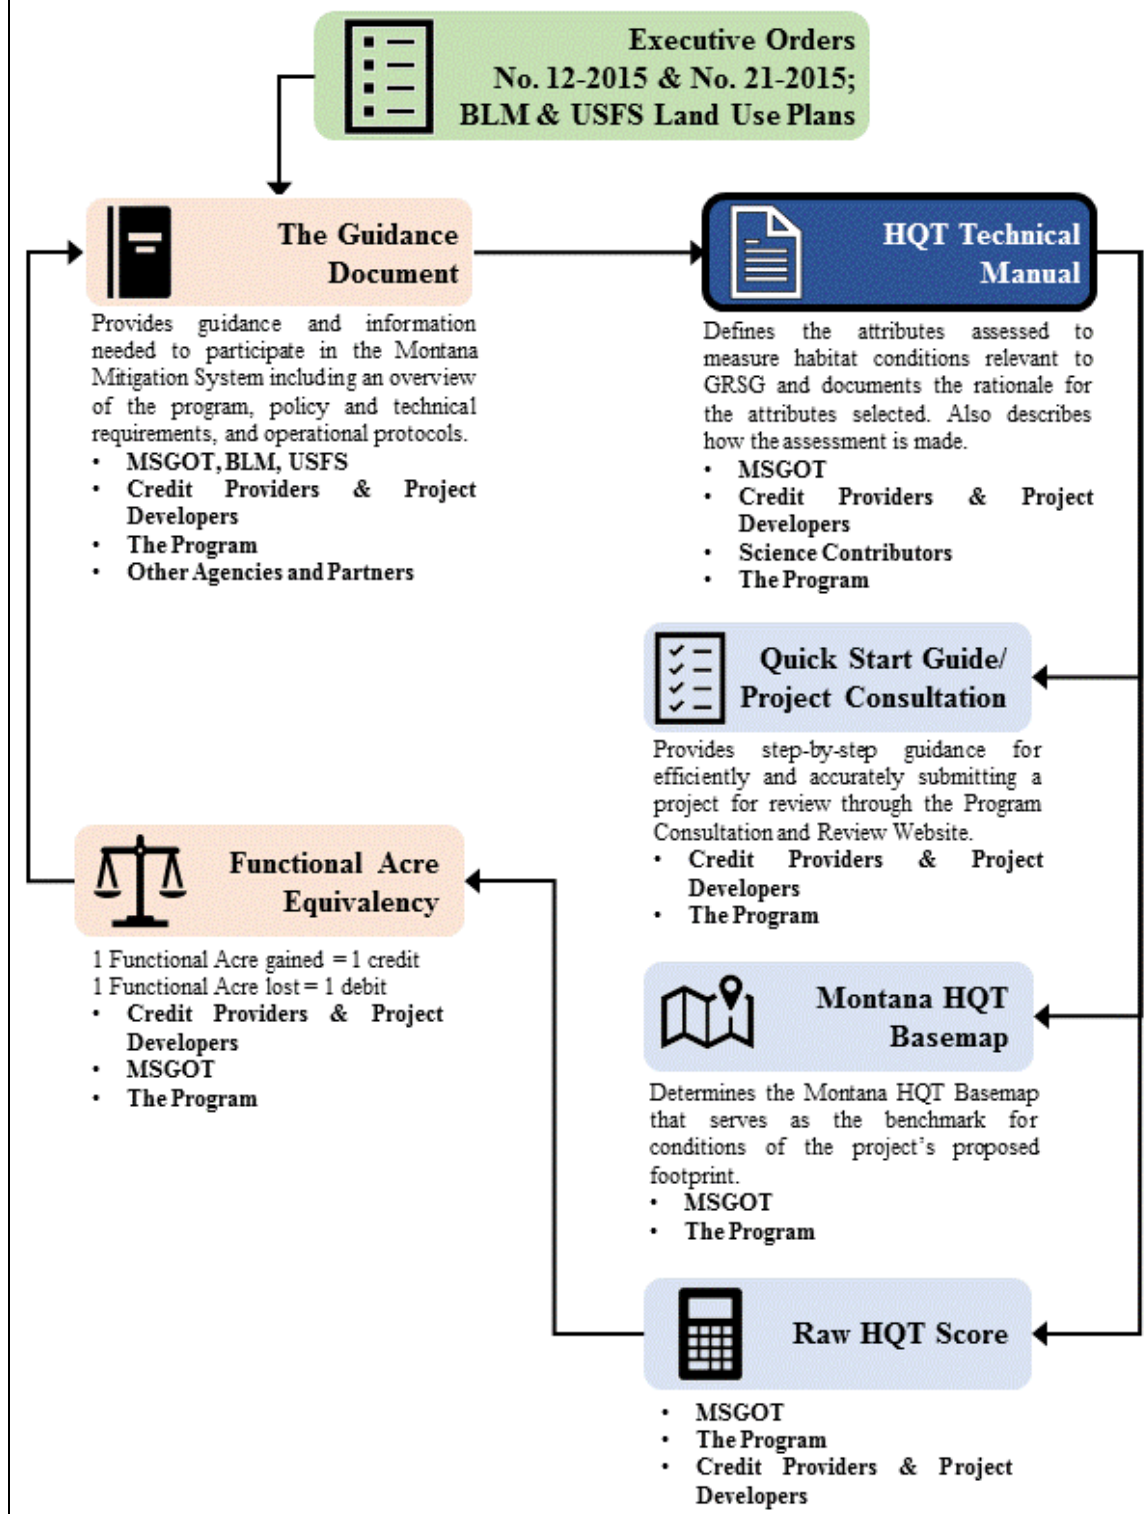 Executive Orders
No. 12-2015 & No. 21-2015;
BLM & USFS Land Use Plans
The Guidance
Document
Provides guidance and information
needed to participate in the Montana
Mitigation System including an overview
of the program, policy and technical
requirements, and operational protocols.
• MSGOT, BLM, USFS
• Credit Providers & Project
Developers
• The Program
• Other Agencies and Partners
HQT Technical
Manual
Defines the attributes assessed to
measure habitat conditions relevant to
GRSG and documents the rationale for
the attributes selected. Also describes
how the assessment is made.
• MSGOT
• Credit Providers & Project
Developers
• Science Contributors
• The Program
Quick Start Guide/
Project Consultation
Provides step-by-step guidance for
efficiently and accurately submitting a
project for review through the Program
Consultation and Review Website.
• Credit Providers & Project
Developers
• The Program
Montana HQT
Basemap
Determines the Montana HQT Basemap
that serves as the benchmark for
conditions of the project's proposed
footprint.
• MSGOT
• The Program
Raw HQT Score
• MSGOT
• The Program
• Credit Providers & Project
Developers
Functional Acre
Equivalency
1 Functional Acre gained = 1 credit
1 Functional Acre lost = 1 debit
• Credit Providers & Project
Developers
• MSGOT
• The Program